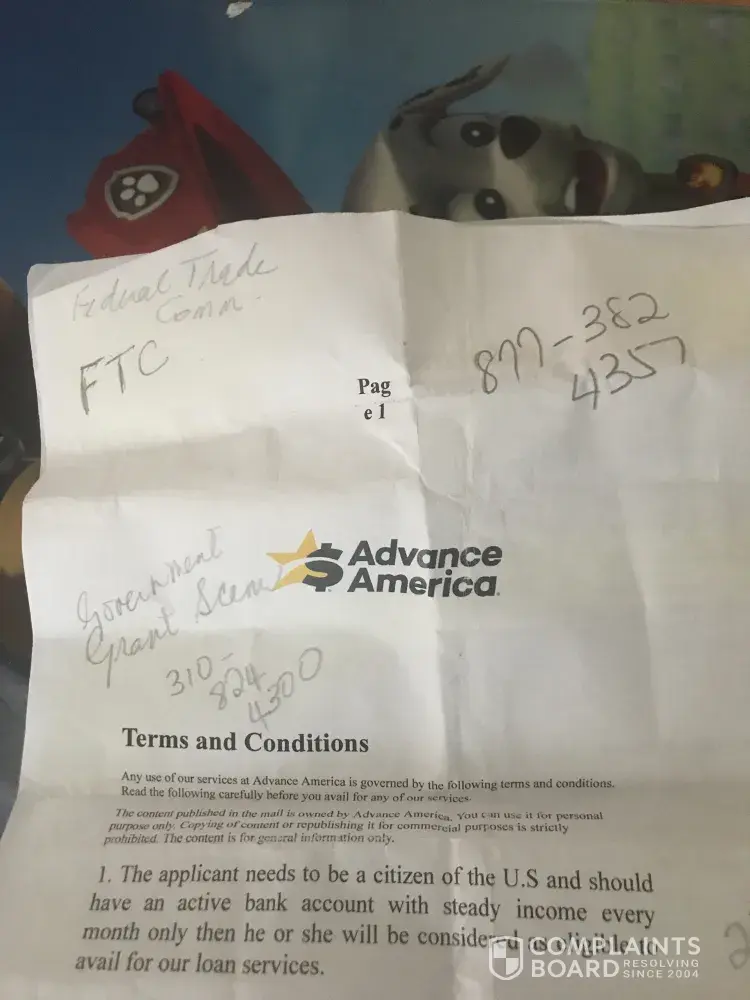 Federal Trade
Comm.
FTC
877-382
4357
Pag
e 1
Advance
America
Government
Grant
310-
824
4300
Terms and Conditions
Any use of our services at Advance America is governed by the following terms and conditions.
Read the following carefully before you avail for any of our services.
The content published in the mail is owned by Advance America. You can use it for personal
purpose only. Copying of content or republishing it for commercial purposes is strictly
prohibited. The content is for general information only.
1. The applicant needs to be a citizen of the U.S and should
have an active bank account with steady income every
month only then he or she will be considered as eligible to
avail for our loan services.
2
COMPLAINTS
BOARD RESOLVING
SINCE 2004